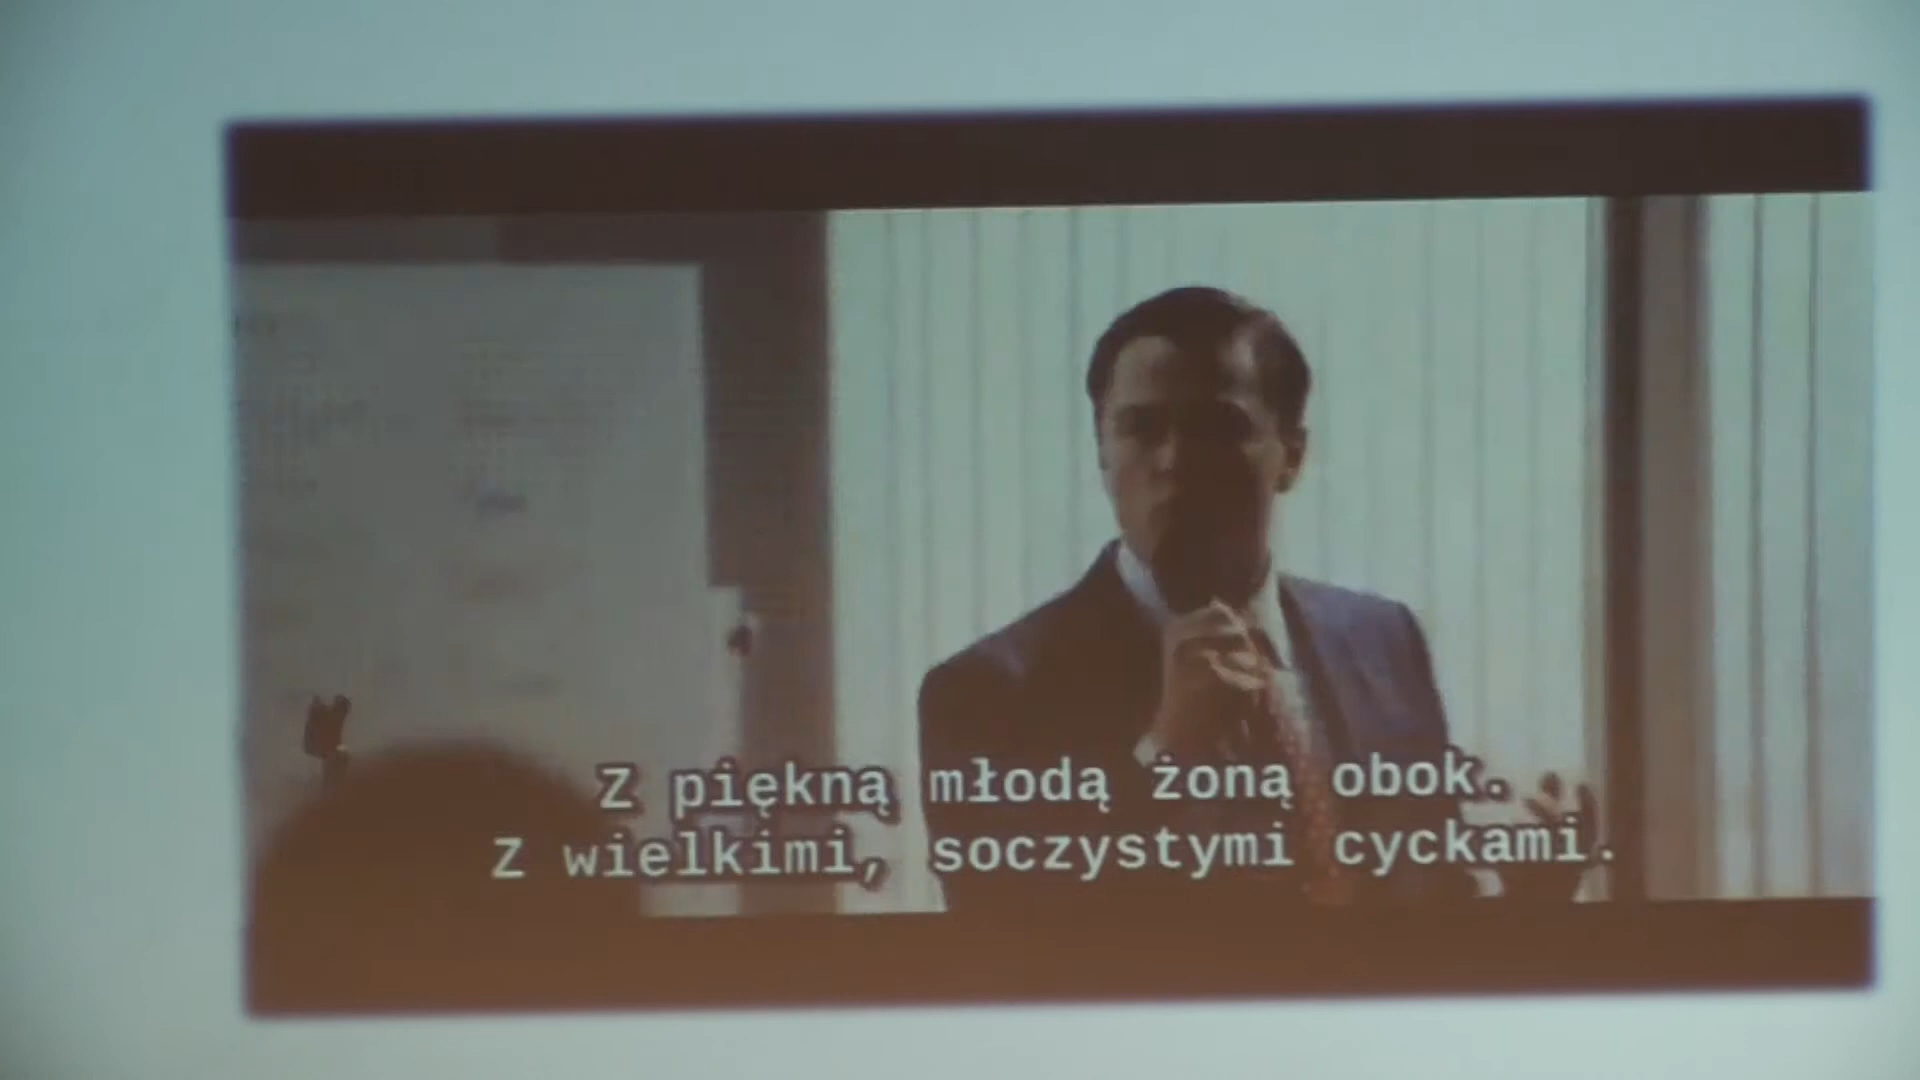 Z piękną młodą żoną obok.
Z wielkimi, soczystymi cyckami.